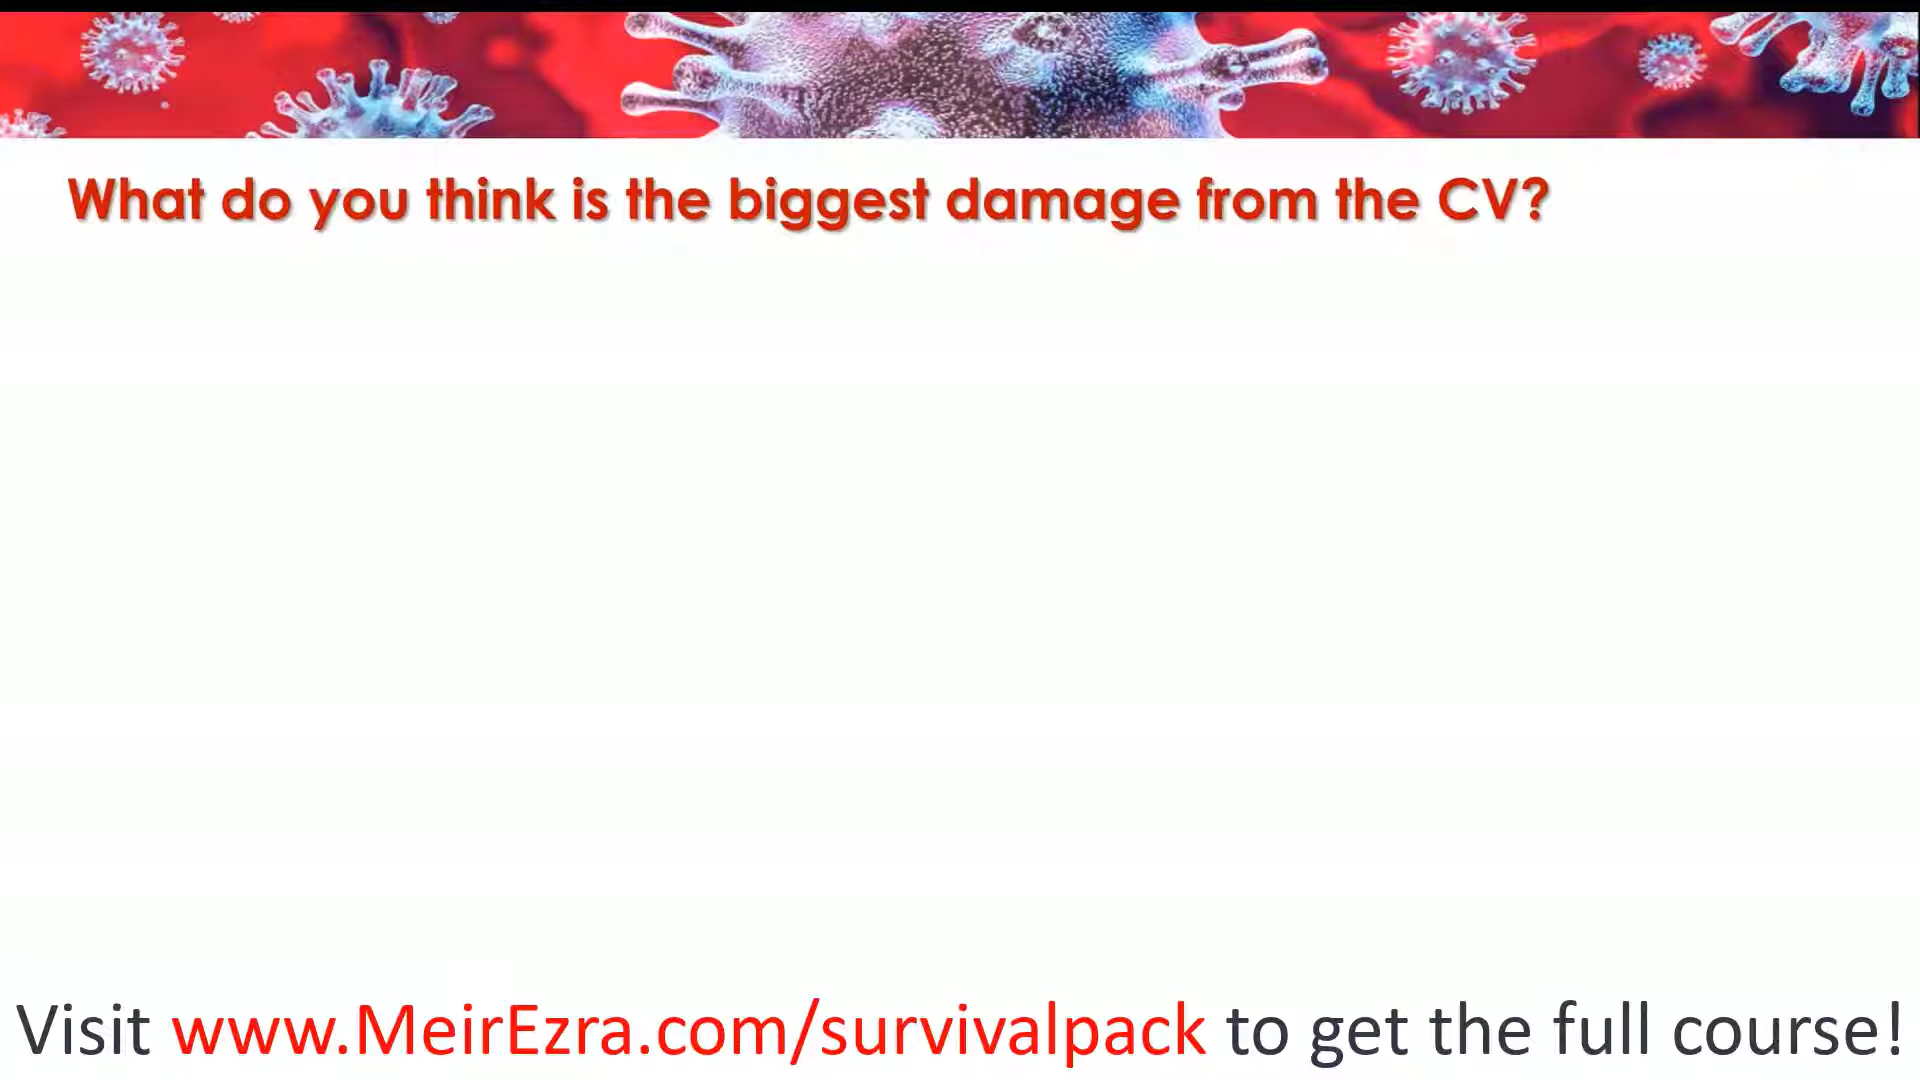 What do you think is the biggest damage from the CV?
Visit www.MeirEzra.com/survivalpack to get the full course!